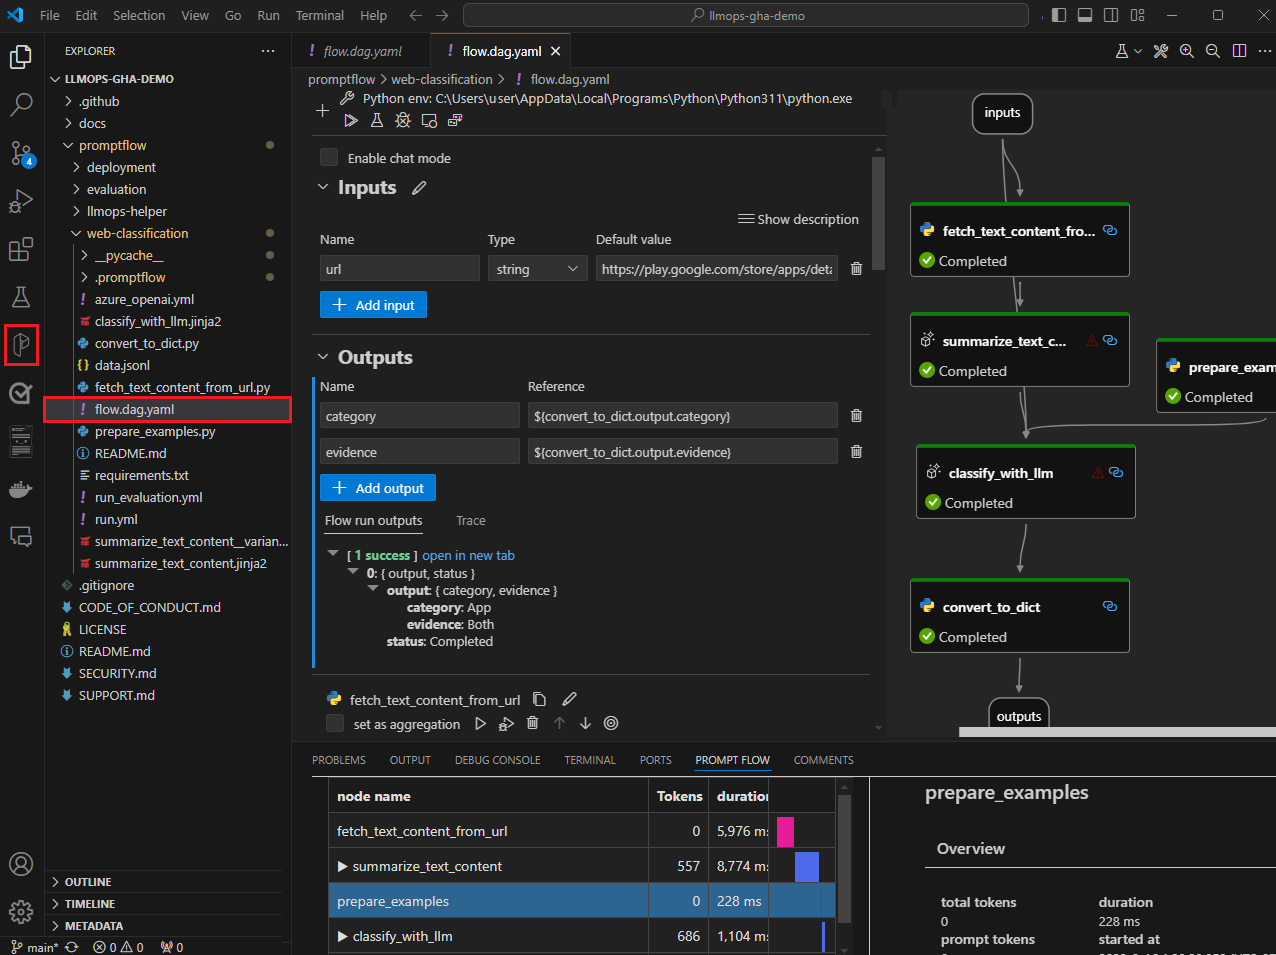 File Edit Selection View Go Run Terminal Help llmops-gha-demo
EXPLORER
LLMOPS-GHA-DEMO
.github
docs
promptflow
deployment
evaluation
llmops-helper
web-classification
__pycache__
.promptflow
azure_openai.yml
classify_with_llm.jinja2
convert_to_dict.py
data.jsonl
fetch_text_content_from_url.py
flow.dag.yaml
prepare_examples.py
README.md
requirements.txt
run_evaluation.yml
run.yml
summarize_text_content__varian...
summarize_text_content.jinja2
.gitignore
CODE_OF_CONDUCT.md
LICENSE
README.md
SECURITY.md
SUPPORT.md
OUTLINE
TIMELINE
METADATA
4
flow.dag.yaml flow.dag.yaml
promptflow > web-classification > flow.dag.yaml
Python env: C:\Users\user\AppData\Local\Programs\Python\Python311\python.exe
Enable chat mode
Inputs
Show description
Name Type Default value
url string https://play.google.com/store/apps/deta
Add input
Outputs
Name Reference
category ${convert_to_dict.output.category}
evidence ${convert_to_dict.output.evidence}
Add output
Flow run outputs Trace
[ 1 success ] open in new tab
0: { output, status }
output: { category, evidence }
category: App
evidence: Both
status: Completed
fetch_text_content_from_url
set as aggregation
inputs
fetch_text_content_fro...
Completed
summarize_text_c...
Completed
prepare_exam
Completed
classify_with_llm
Completed
convert_to_dict
Completed
outputs
PROBLEMS OUTPUT DEBUG CONSOLE TERMINAL PORTS PROMPT FLOW COMMENTS
node name Tokens duration
fetch_text_content_from_url 0 5,976 ms
summarize_text_content 557 8,774 ms
prepare_examples 0 228 ms
classify_with_llm 686 1,104 ms
prepare_examples
Overview
total tokens duration
0 228 ms
prompt tokens started at
main* 0 0 0